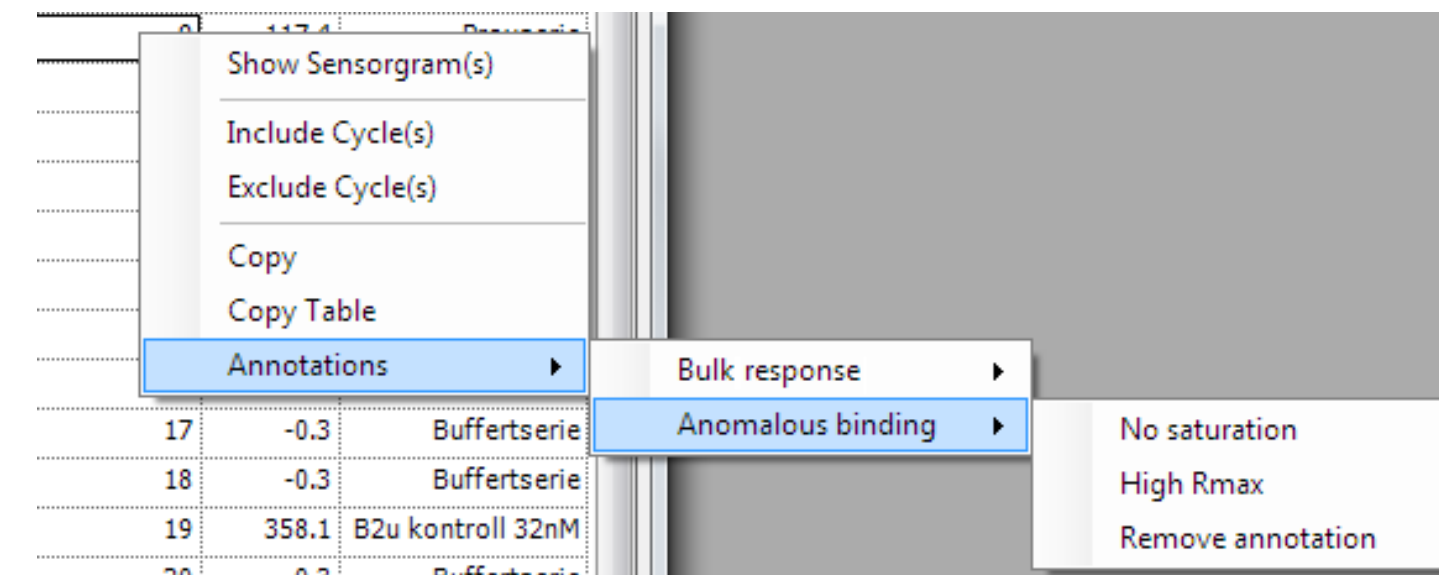 Show Sensorgram(s)
Include Cycle(s)
Exclude Cycle(s)
Copy
Copy Table
Annotations
Bulk response
Anomalous binding
No saturation
High Rmax
Remove annotation
17 -0.3 Buffertserie
18 -0.3 Buffertserie
19 358.1 B2u kontroll 32nM